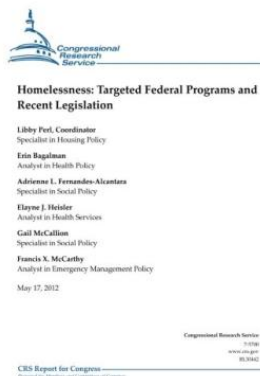 Congressional
Research
Service
Homelessness: Targeted Federal Programs and
Recent Legislation
Libby Perl, Coordinator
Specialist in Housing Policy
Erin Bagalman
Analyst in Health Policy
Adrienne L. Fernandes-Alcantara
Specialist in Social Policy
Elayne J. Heisler
Analyst in Health Services
Gail McCallion
Specialist in Social Policy
Francis X. McCarthy
Analyst in Emergency Management Policy
May 17, 2012
Congressional Research Service
7-5700
www.crs.gov
RL30442
CRS Report for Congress